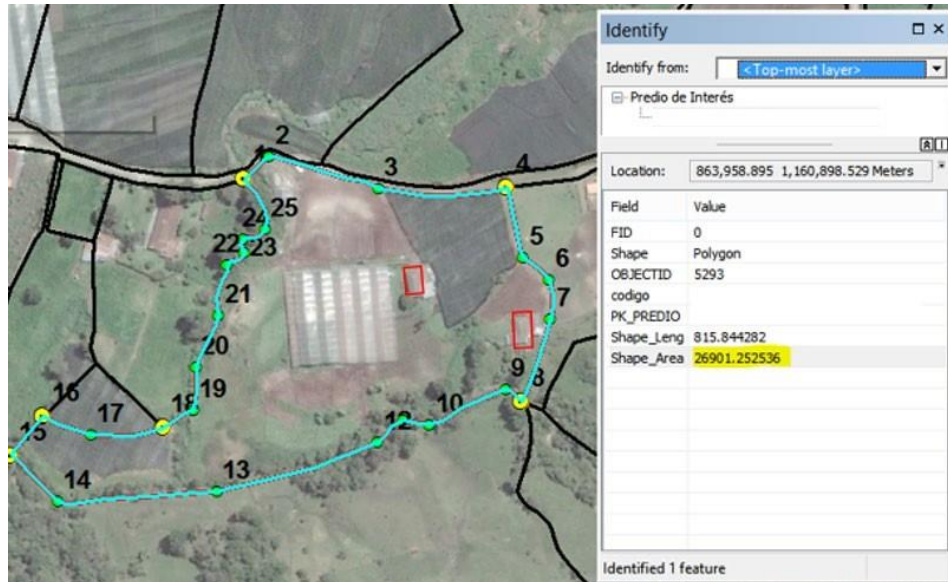 Identify
Identify from:
<Top-most layer>
Predio de Interés
Location:
863,958.895 1,160,898.529 Meters
Field
Value
FID
0
Shape
Polygon
OBJECTID
5293
codigo
PK_PREDIO
Shape_Leng
815.844282
Shape_Area
26901.252536
Identified 1 feature
1
2
3
4
5
6
7
8
9
10
12
13
14
15
16
17
18
19
20
21
22
23
24
25